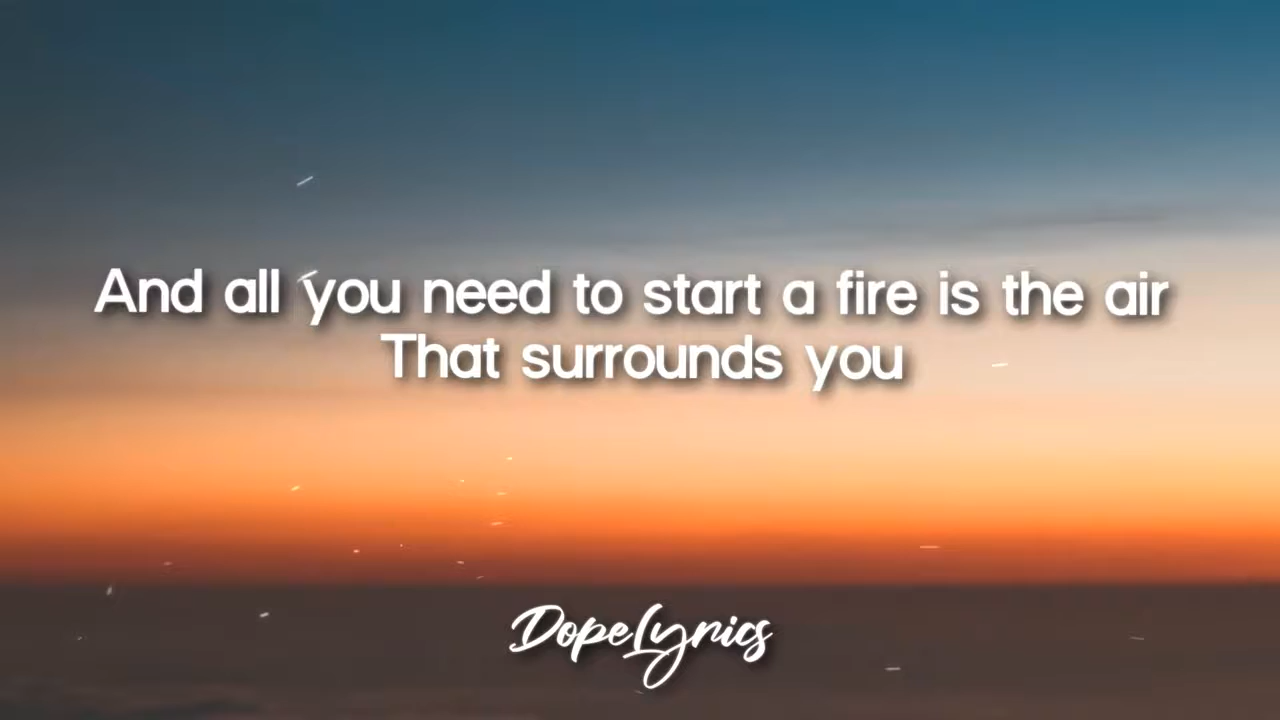 And all you need to start a fire is the air
That surrounds you
DopeLyrics